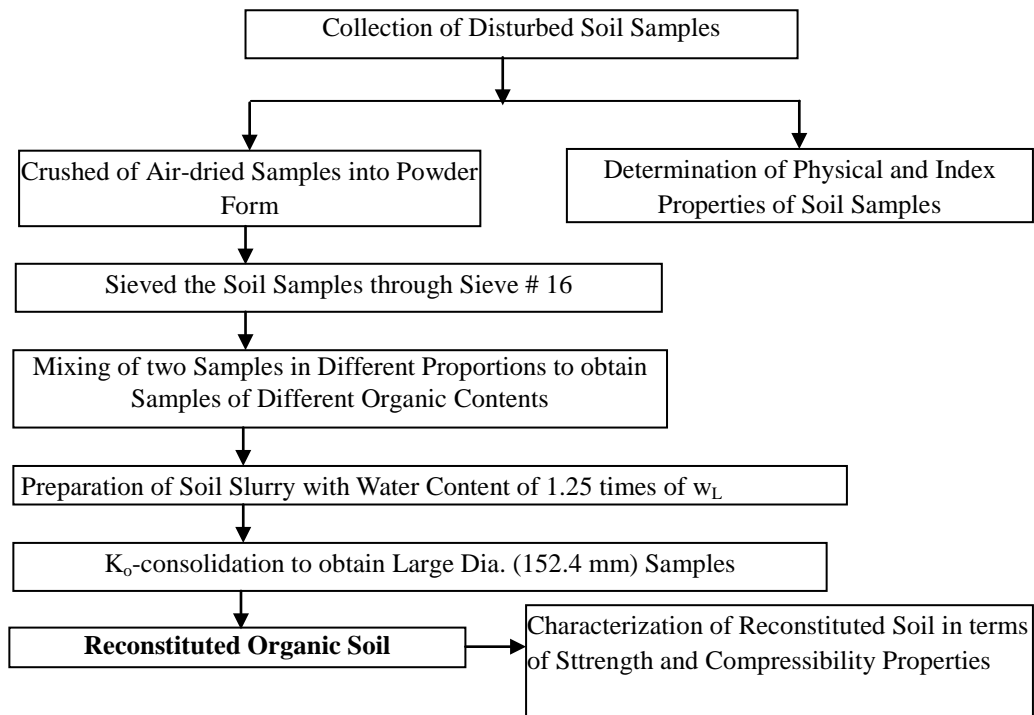 Collection of Disturbed Soil Samples
Crushed of Air-dried Samples into Powder
Form
Determination of Physical and Index
Properties of Soil Samples
Sieved the Soil Samples through Sieve # 16
Mixing of two Samples in Different Proportions to obtain
Samples of Different Organic Contents
Preparation of Soil Slurry with Water Content of 1.25 times of wL
Ko-consolidation to obtain Large Dia. (152.4 mm) Samples
Reconstituted Organic Soil
Characterization of Reconstituted Soil in terms
of Sttrength and Compressibility Properties